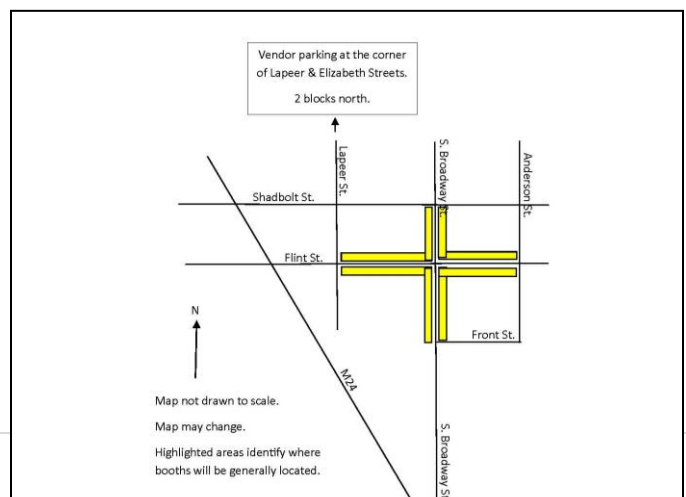 Vendor parking at the corner
of Lapeer & Elizabeth Streets.
2 blocks north.
Lapeer St.
S. Broadway St.
Anderson St.
Shadbolt St.
Flint St.
N
Front St.
M24
Map not drawn to scale.
Map may change.
Highlighted areas identify where
booths will be generally located.
S. Broadway St.